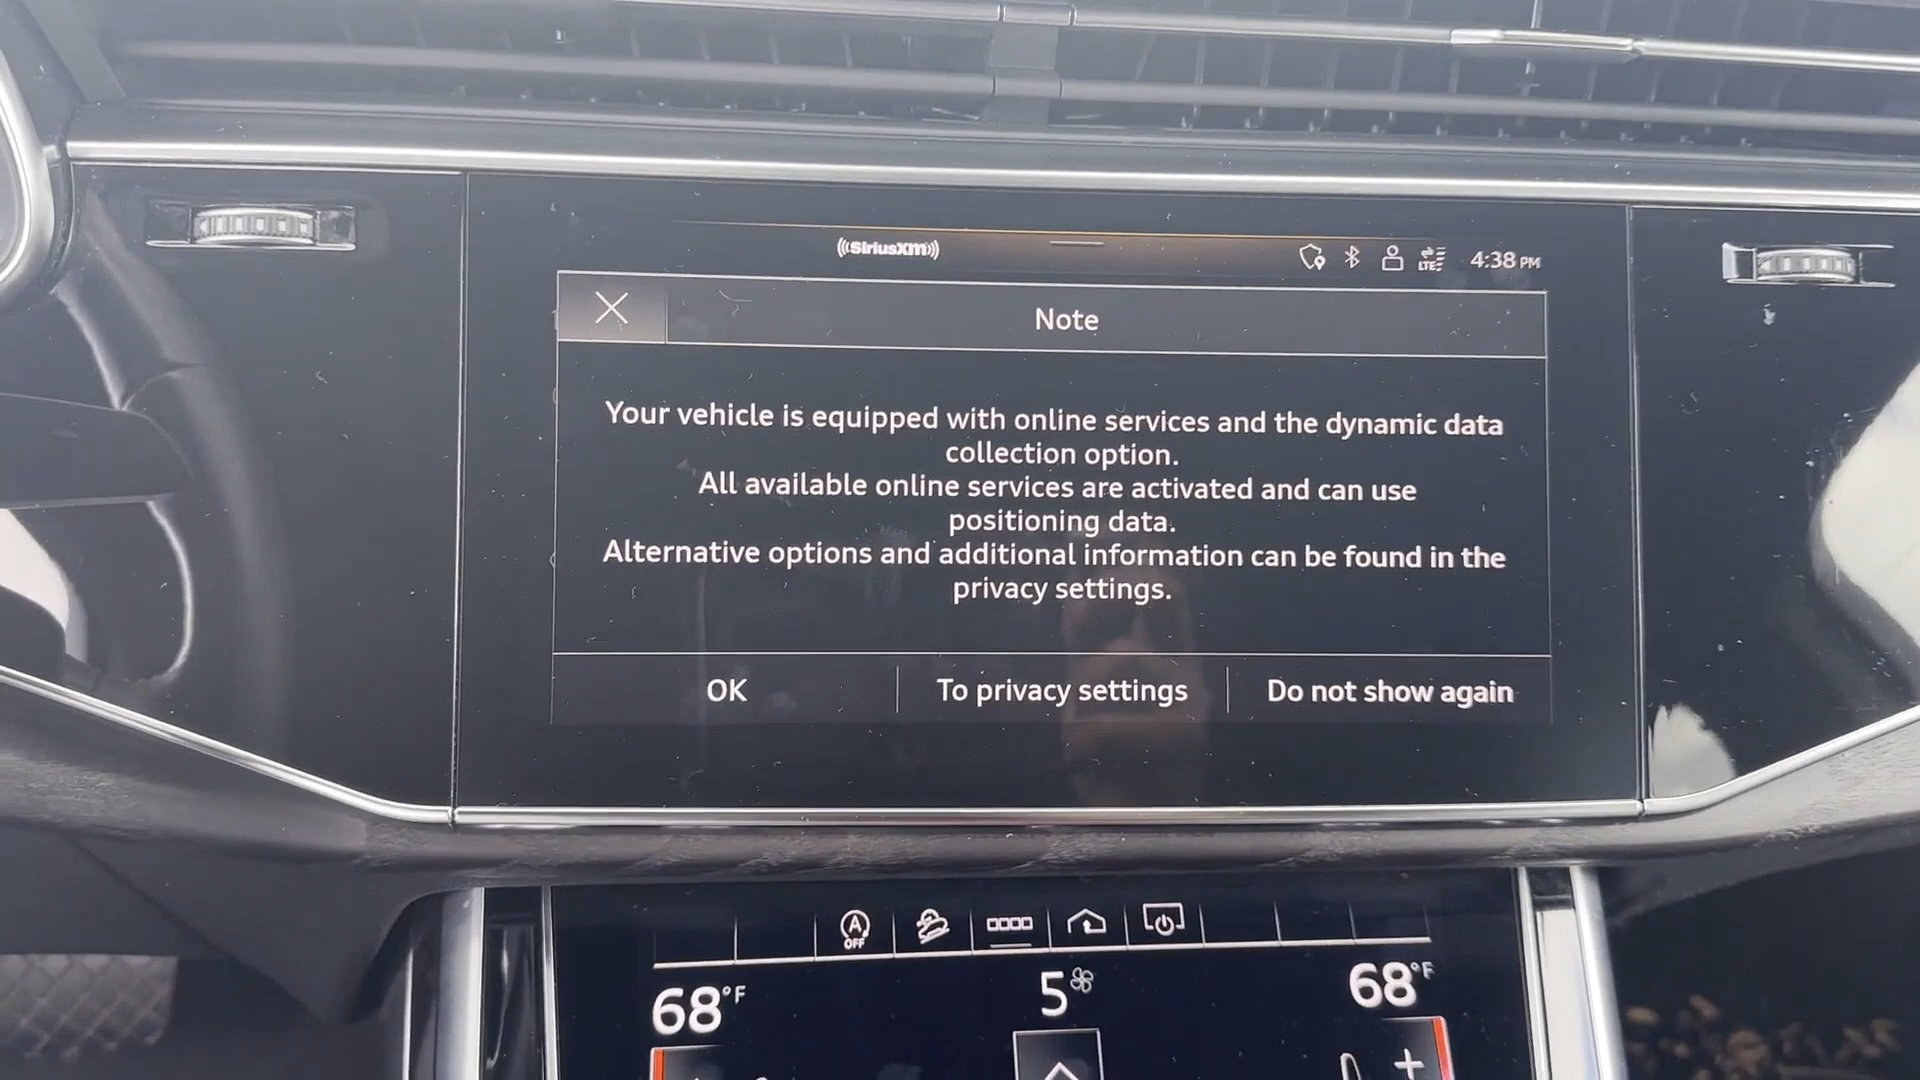 ((SiriusXM))
LTE
4:38 PM
Note
Your vehicle is equipped with online services and the dynamic data
collection option.
All available online services are activated and can use
positioning data.
Alternative options and additional information can be found in the
privacy settings.
OK
To privacy settings
Do not show again
A
OFF
68°F
5
68°F
+